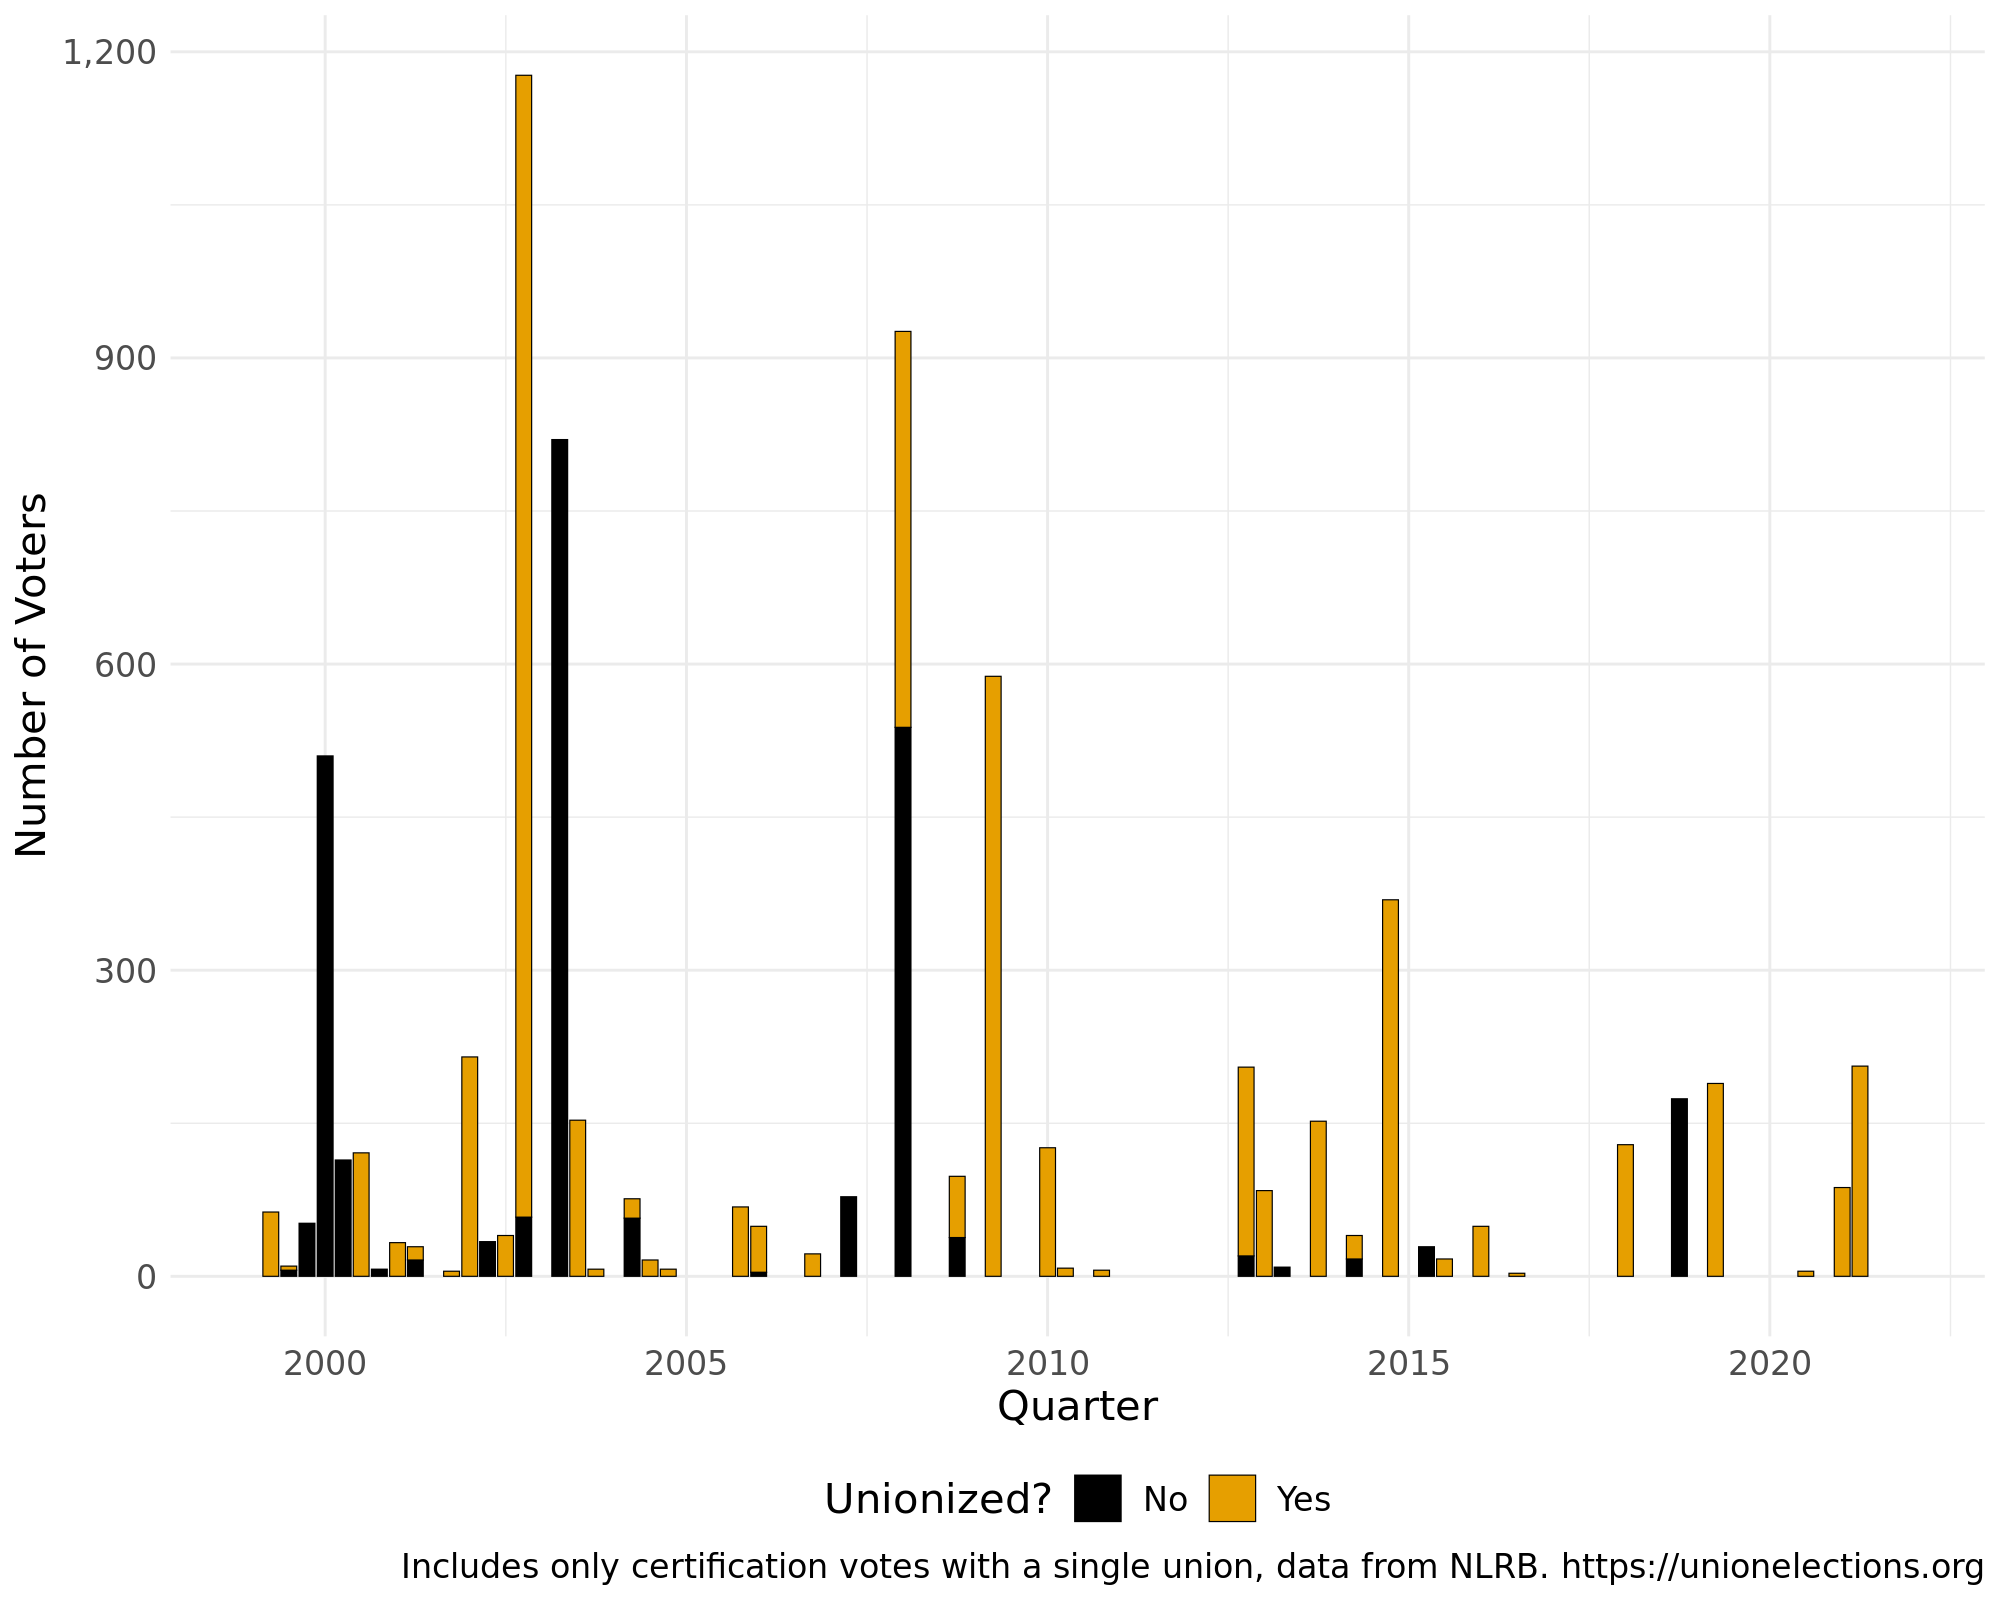 1,200
900
600
300
0
Number of Voters
2000 2005 2010 2015 2020
Quarter
Unionized? No Yes
Includes only certification votes with a single union, data from NLRB. https://unionelections.org